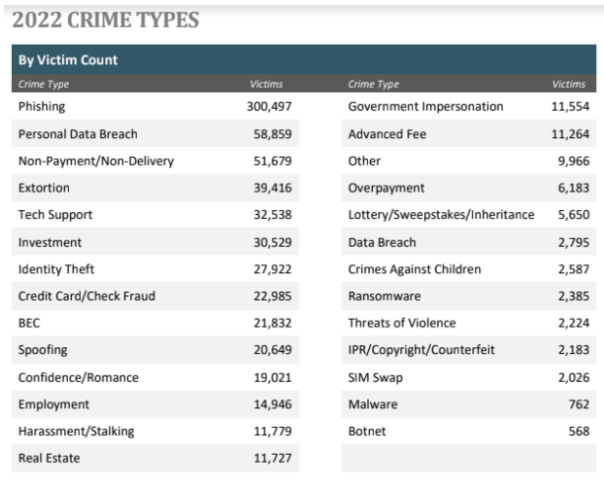 2022 CRIME TYPES
By Victim Count
Crime Type Victims Crime Type Victims
Phishing 300,497 Government Impersonation 11,554
Personal Data Breach 58,859 Advanced Fee 11,264
Non-Payment/Non-Delivery 51,679 Other 9,966
Extortion 39,416 Overpayment 6,183
Tech Support 32,538 Lottery/Sweepstakes/Inheritance 5,650
Investment 30,529 Data Breach 2,795
Identity Theft 27,922 Crimes Against Children 2,587
Credit Card/Check Fraud 22,985 Ransomware 2,385
BEC 21,832 Threats of Violence 2,224
Spoofing 20,649 IPR/Copyright/Counterfeit 2,183
Confidence/Romance 19,021 SIM Swap 2,026
Employment 14,946 Malware 762
Harassment/Stalking 11,779 Botnet 568
Real Estate 11,727